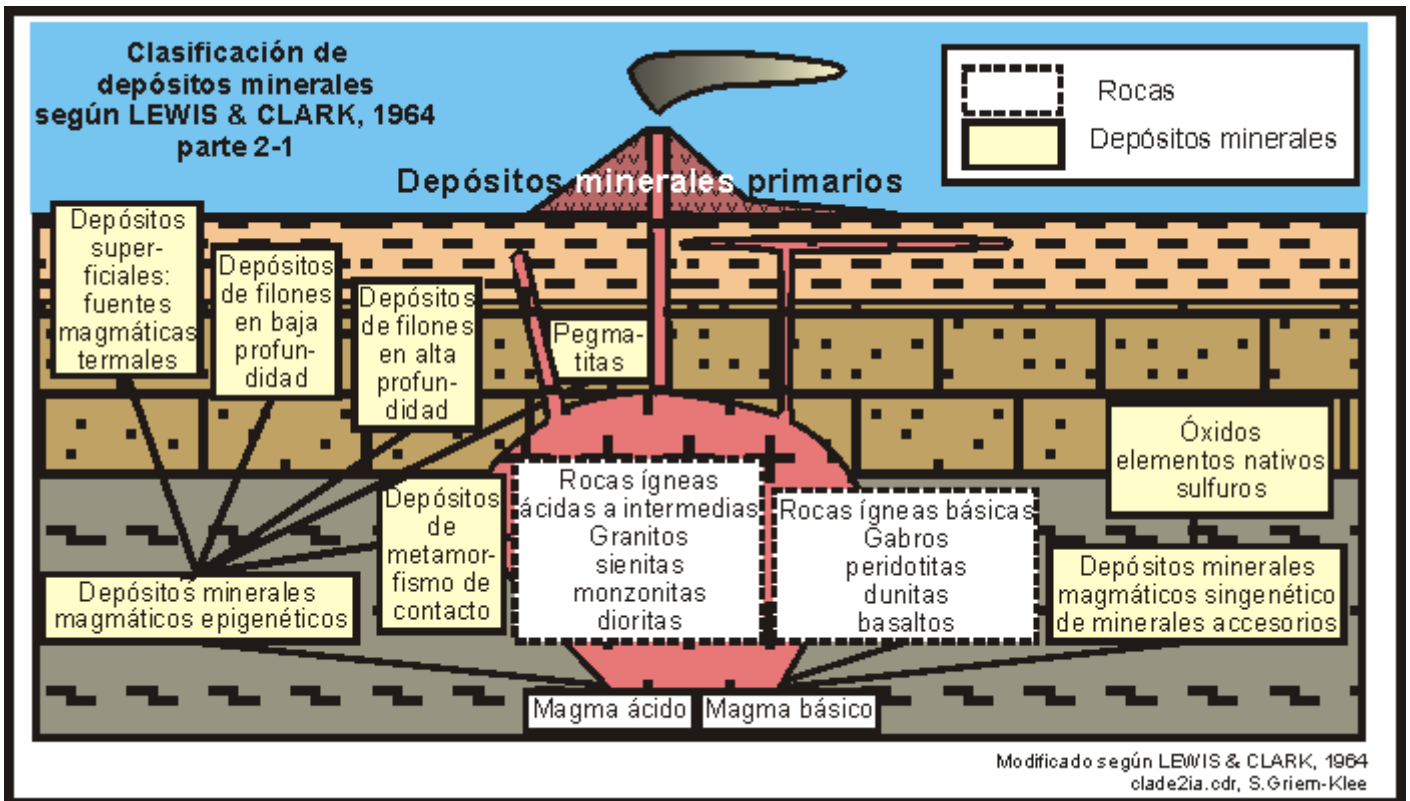 Clasificación de
depósitos minerales
según LEWIS & CLARK, 1964
parte 2-1
Rocas
Depósitos minerales
Depósitos minerales primarios
Depósitos
super-
ficiales:
fuentes
magmáticas
termales
Depósitos
de filones
en baja
profun-
didad
Depósitos
de filones
en alta
profun-
didad
Pegma-
titas
Óxidos
elementos nativos
sulfuros
Depósitos
de
metamor-
fismo de
contacto
Rocas ígneas
ácidas a intermedias
Granitos
sienitas
monzonitas
dioritas
Rocas ígneas básicas
Gabros
peridotitas
dunitas
basaltos
Depósitos minerales
magmáticos epigenéticos
Depósitos minerales
magmáticos singenético
de minerales accesorios
Magma ácido
Magma básico
Modificado según LEWIS & CLARK, 1964
clade2ia.cdr, S.Griem-Klee